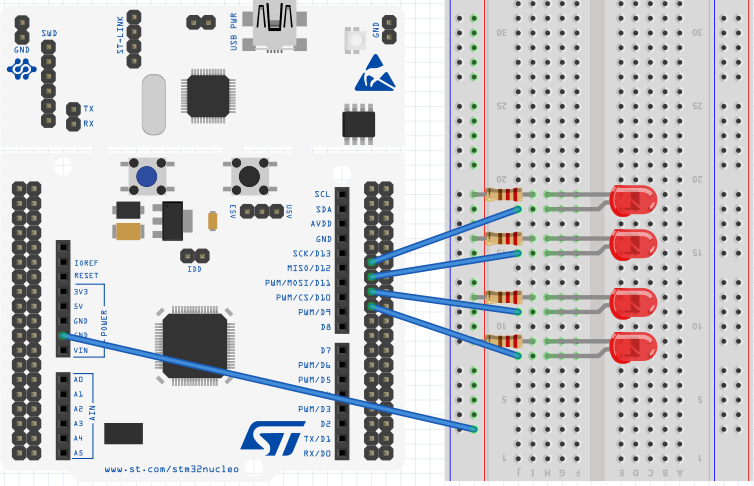 GND
SWD
ST-LINK
USB PWR
GND
TX
RX
E5V
U5V
IDD
IOREF
RESET
3V3
5V
GND
GND
VIN
POWER
A0
A1
A2
A3
A4
A5
AIN
SCL
SDA
AVDD
GND
SCK/D13
MISO/D12
PWM/MOSI/D11
PWM/CS/D10
PWM/D9
D8
D7
PWM/D6
PWM/D5
PWM/D3
D2
TX/D1
RX/D0
ST
www.st.com/stm32nucleo
30 30
25 25
20 20
15 15
10 10
5 5
1 1
J I H G F E D C B A